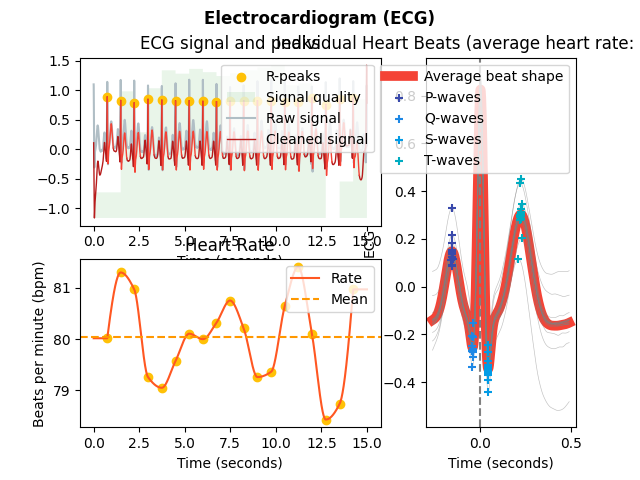 Electrocardiogram (ECG)
ECG signal and peaks
Individual Heart Beats (average heart rate:
1.5
1.0
0.5
0.0
−0.5
−1.0
R-peaks
Signal quality
Raw signal
Cleaned signal
0.0 2.5 5.0 7.5 10.0 12.5 15.0
Time (seconds)
Heart Rate
Beats per minute (bpm)
81
80
79
Rate
Mean
0.0 2.5 5.0 7.5 10.0 12.5 15.0
Time (seconds)
ECG
Average beat shape
P-waves
Q-waves
S-waves
T-waves
0.8
0.6
0.4
0.2
0.0
−0.2
−0.4
0.0 0.5
Time (seconds)